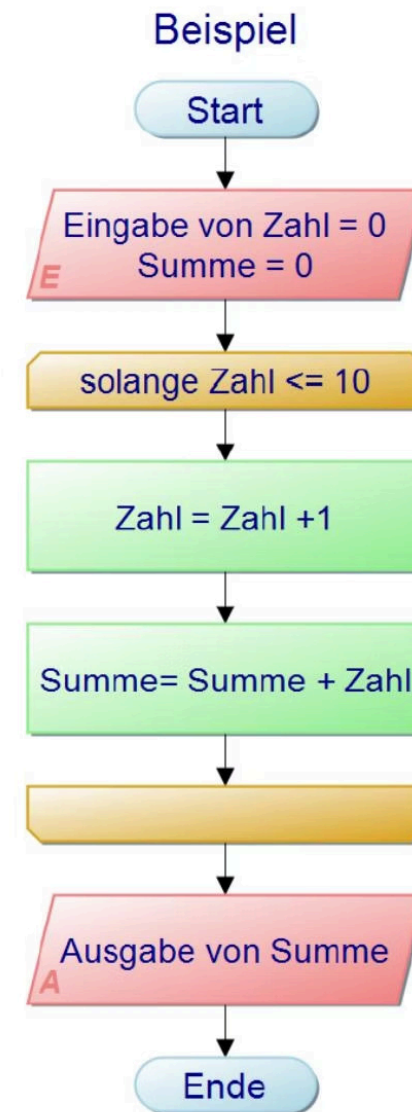 Beispiel
Start
Eingabe von Zahl = 0
Summe = 0
E
solange Zahl <= 10
Zahl = Zahl +1
Summe= Summe + Zahl
Ausgabe von Summe
A
Ende